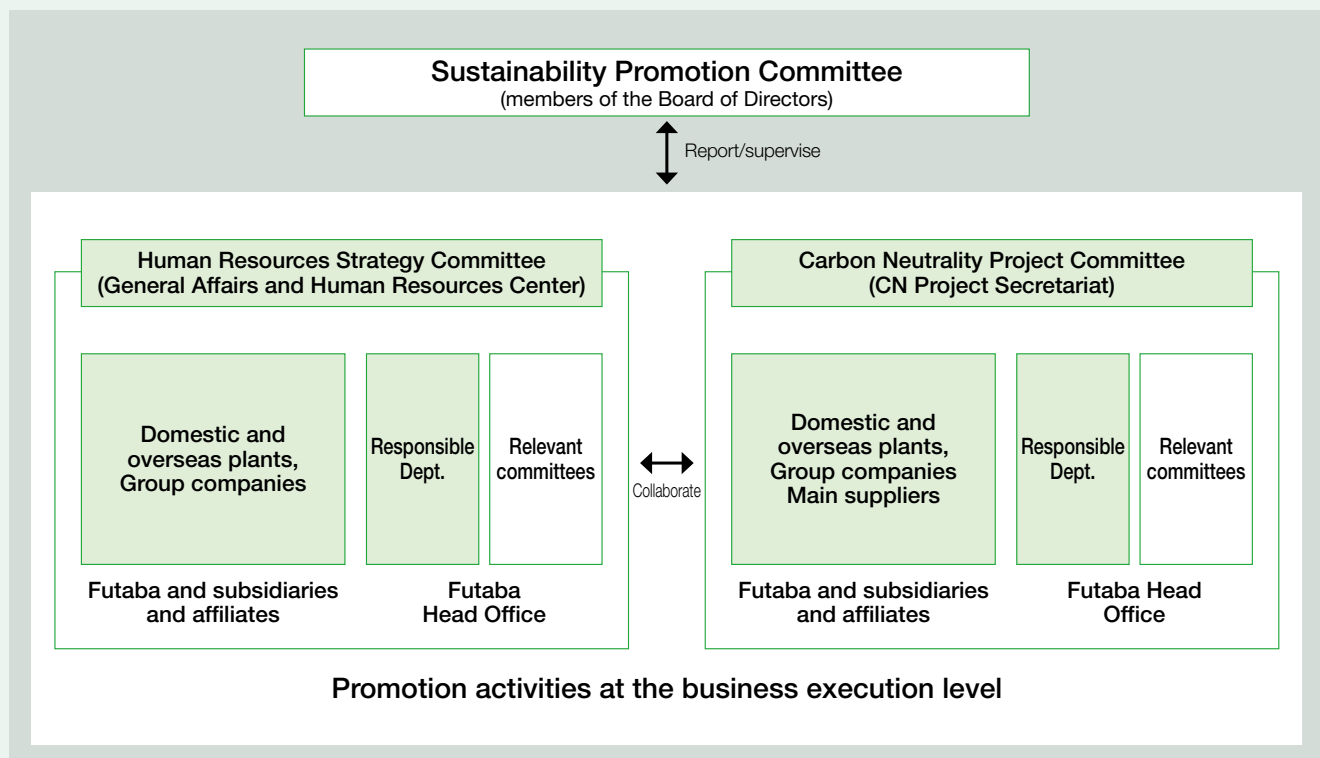 Sustainability Promotion Committee
(members of the Board of Directors)
Report/supervise
Human Resources Strategy Committee
(General Affairs and Human Resources Center)
Domestic and
overseas plants,
Group companies
Responsible
Dept.
Relevant
committees
Futaba and subsidiaries
and affiliates
Futaba
Head Office
Collaborate
Carbon Neutrality Project Committee
(CN Project Secretariat)
Domestic and
overseas plants,
Group companies
Main suppliers
Responsible
Dept.
Relevant
committees
Futaba and subsidiaries
and affiliates
Futaba Head
Office
Promotion activities at the business execution level